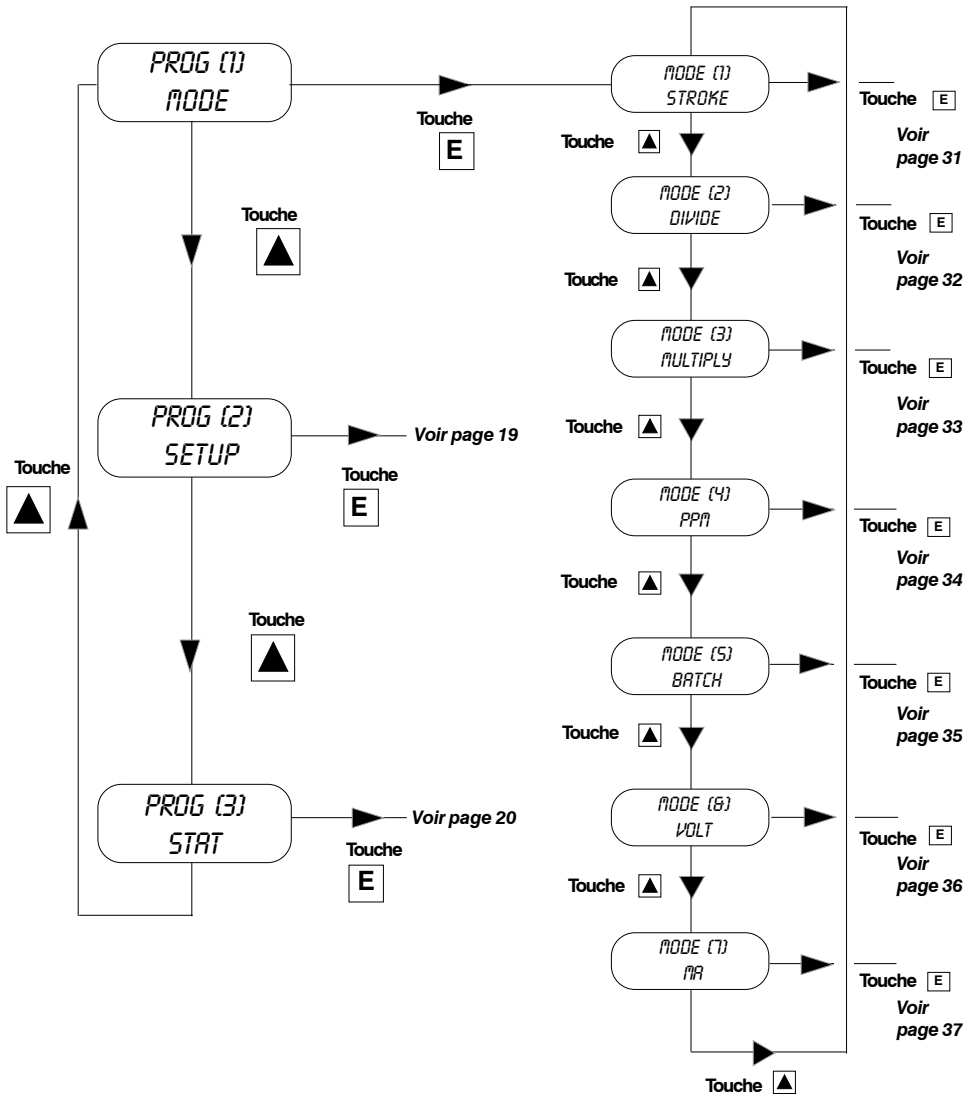 PROG (1)
MODE
Touche
E
MODE (1)
STROKE
Touche E
Voir
page 31
Touche
MODE (2)
DIVIDE
Touche E
Voir
page 32
Touche
Touche
MODE (3)
MULTIPLY
Touche E
Voir
page 33
Touche
PROG (2)
SETUP
Voir page 19
Touche
E
Touche
MODE (4)
PPM
Touche E
Voir
page 34
Touche
Touche
MODE (5)
BATCH
Touche E
Voir
page 35
Touche
PROG (3)
STAT
Voir page 20
Touche
E
MODE (&)
VOLT
Touche E
Voir
page 36
Touche
MODE (7)
MA
Touche E
Voir
page 37
Touche